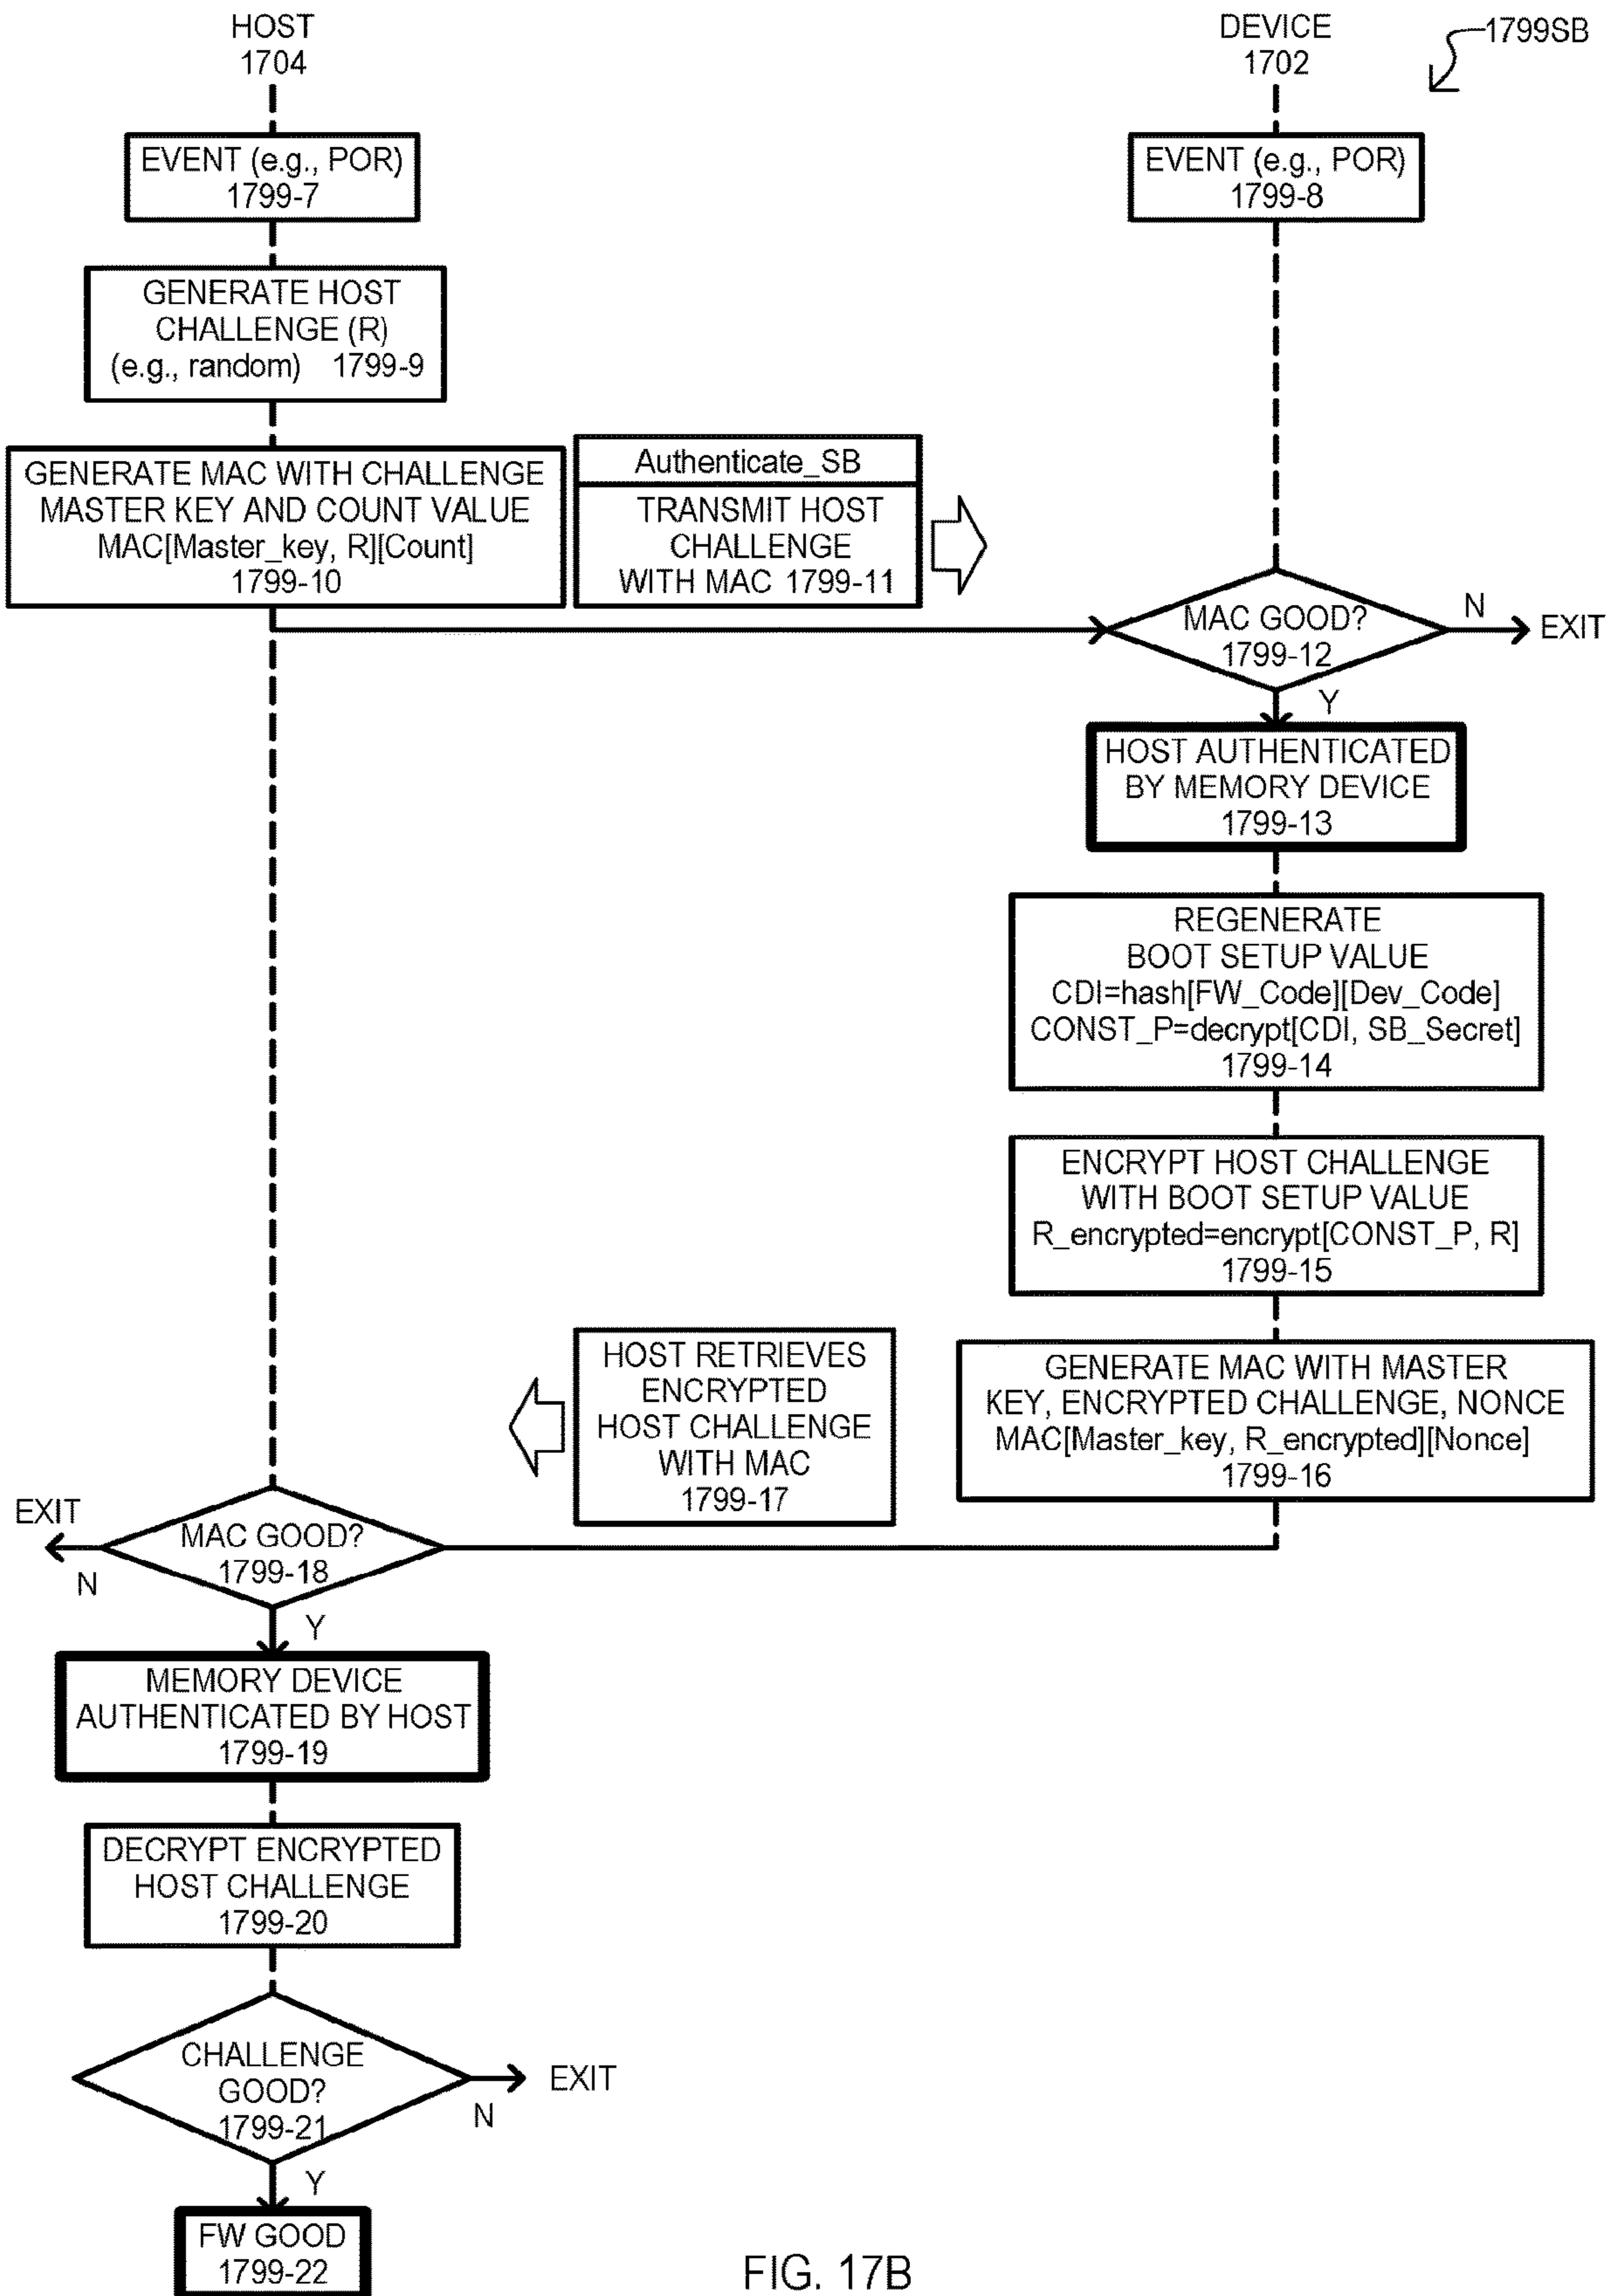 HOST
1704
DEVICE
1702
1799SB
EVENT (e.g., POR)
1799-7
EVENT (e.g., POR)
1799-8
GENERATE HOST
CHALLENGE (R)
(e.g., random) 1799-9
GENERATE MAC WITH CHALLENGE
MASTER KEY AND COUNT VALUE
MAC[Master_key, R][Count]
1799-10
Authenticate_SB
TRANSMIT HOST
CHALLENGE
WITH MAC 1799-11
MAC GOOD?
1799-12
N
EXIT
Y
HOST AUTHENTICATED
BY MEMORY DEVICE
1799-13
REGENERATE
BOOT SETUP VALUE
CDI=hash[FW_Code][Dev_Code]
CONST_P=decrypt[CDI, SB_Secret]
1799-14
ENCRYPT HOST CHALLENGE
WITH BOOT SETUP VALUE
R_encrypted=encrypt[CONST_P, R]
1799-15
GENERATE MAC WITH MASTER
KEY, ENCRYPTED CHALLENGE, NONCE
MAC[Master_key, R_encrypted][Nonce]
1799-16
HOST RETRIEVES
ENCRYPTED
HOST CHALLENGE
WITH MAC
1799-17
EXIT
N
MAC GOOD?
1799-18
Y
MEMORY DEVICE
AUTHENTICATED BY HOST
1799-19
DECRYPT ENCRYPTED
HOST CHALLENGE
1799-20
CHALLENGE
GOOD?
1799-21
N
EXIT
Y
FW GOOD
1799-22
FIG. 17B